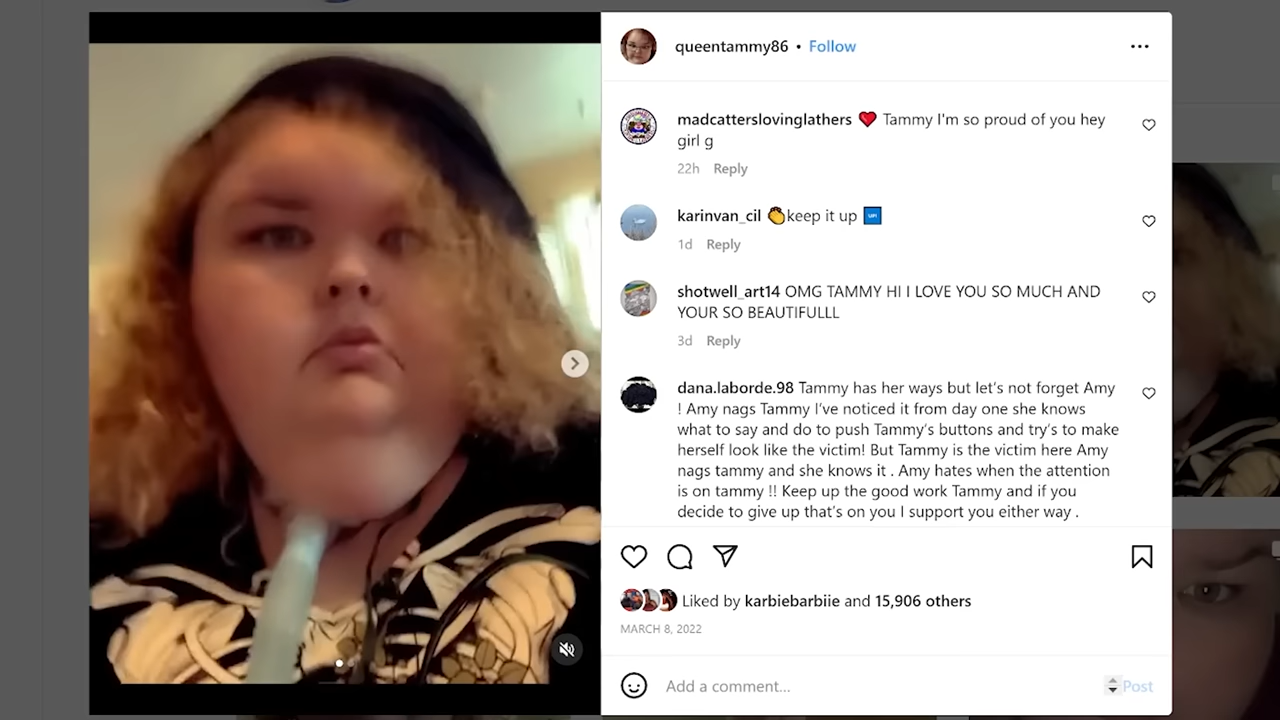 queentammy86 • Follow
madcatterslovinglathers ❤️ Tammy I'm so proud of you hey
girl g
22h Reply
karinvan_cil 👏keep it up 🆙
1d Reply
shotwell_art14 OMG TAMMY HI I LOVE YOU SO MUCH AND
YOUR SO BEAUTIFULLL
3d Reply
dana.laborde.98 Tammy has her ways but let's not forget Amy
! Amy nags Tammy I've noticed it from day one she knows
what to say and do to push Tammy's buttons and try's to make
herself look like the victim! But Tammy is the victim here Amy
nags tammy and she knows it . Amy hates when the attention
is on tammy !! Keep up the good work Tammy and if you
decide to give up that's on you I support you either way .
Liked by karbiebarbiie and 15,906 others
MARCH 8, 2022
Add a comment... Post